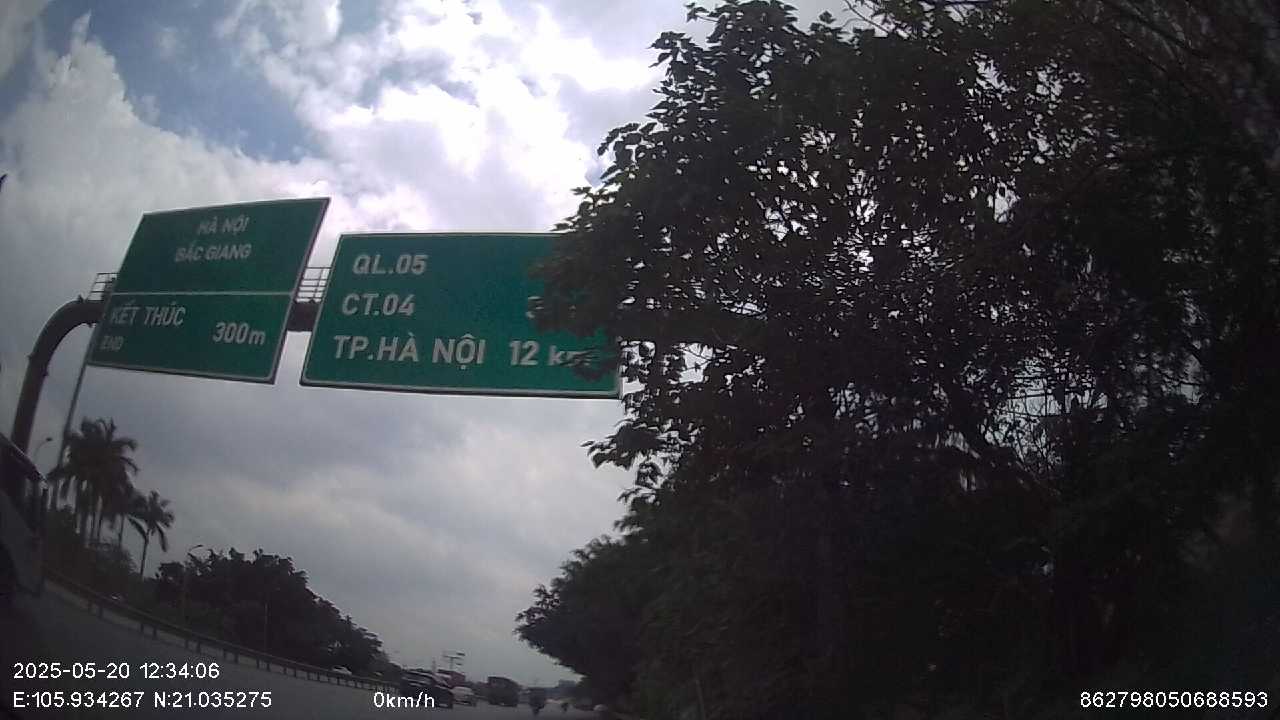 HÀ NỘI
BẮC GIANG
KẾT THÚC
END
300m
QL.05
CT.04
TP.HÀ NỘI 12
2025-05-20 12:34:06
E:105.934267 N:21.035275
0km/h
862798050688593